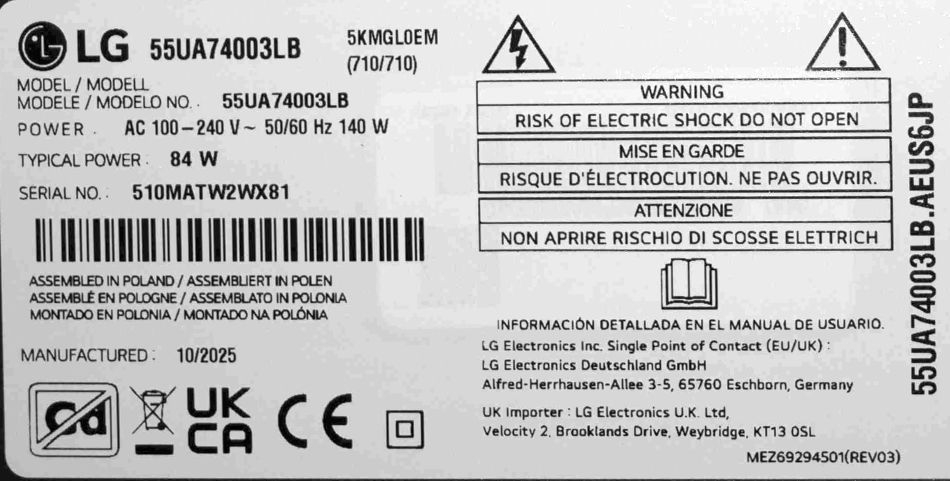 LG 55UA74003LB 5KMGL0EM
(710/710)
MODEL / MODELL
MODELE / MODELO NO. : 55UA74003LB
POWER : AC 100-240 V~ 50/60 Hz 140 W
TYPICAL POWER : 84 W
SERIAL NO. : 510MATW2WX81
ASSEMBLED IN POLAND / ASSEMBLIERT IN POLEN
ASSEMBLÉ EN POLOGNE / ASSEMBLATO IN POLONIA
MONTADO EN POLONIA / MONTADO NA POLÓNIA
MANUFACTURED : 10/2025
Cd
UK
CA
CE
WARNING
RISK OF ELECTRIC SHOCK DO NOT OPEN
MISE EN GARDE
RISQUE D'ÉLECTROCUTION. NE PAS OUVRIR.
ATTENZIONE
NON APRIRE RISCHIO DI SCOSSE ELETTRICH
INFORMACIÓN DETALLADA EN EL MANUAL DE USUARIO.
LG Electronics Inc. Single Point of Contact (EU/UK) :
LG Electronics Deutschland GmbH
Alfred-Herrhausen-Allee 3-5, 65760 Eschborn, Germany
UK Importer : LG Electronics U.K. Ltd,
Velocity 2, Brooklands Drive, Weybridge, KT13 0SL
MEZ69294501(REV03)
55UA74003LB.AEUS6JP